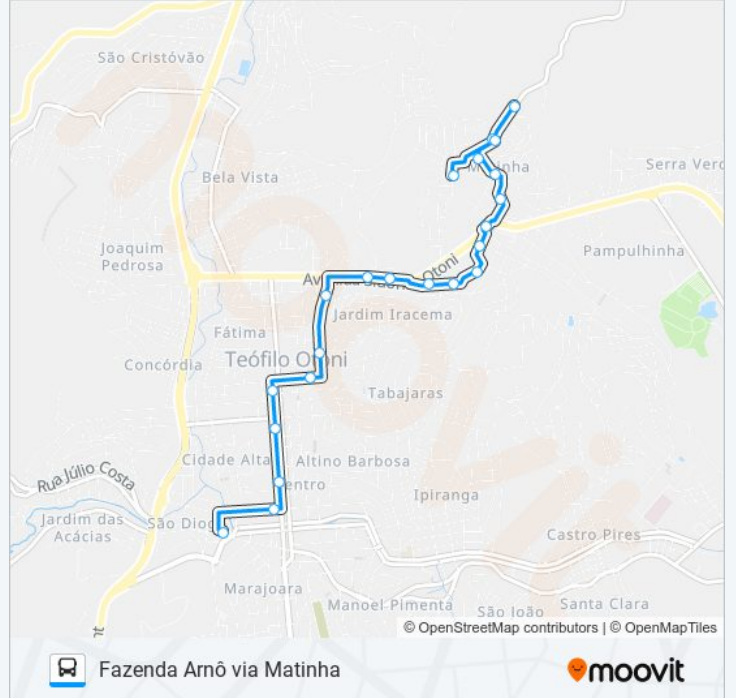 São Cristóvão
Bela Vista
Matinha
Serra Verd
Joaquim
Pedrosa
Pampulhinha
Otoni
Jardim Iracema
Fátima
Teófilo Otoni
Concórdia
Tabajaras
Cidade Alta
Altino Barbosa
Rua Júlio Costa
Centro
Ipiranga
Jardim das
Acácias
São Diog
Castro Pires
Marajoara
Manoel Pimenta
São João
Santa Clara
© OpenStreetMap contributors | © OpenMapTiles
Fazenda Arnô via Matinha
moovit